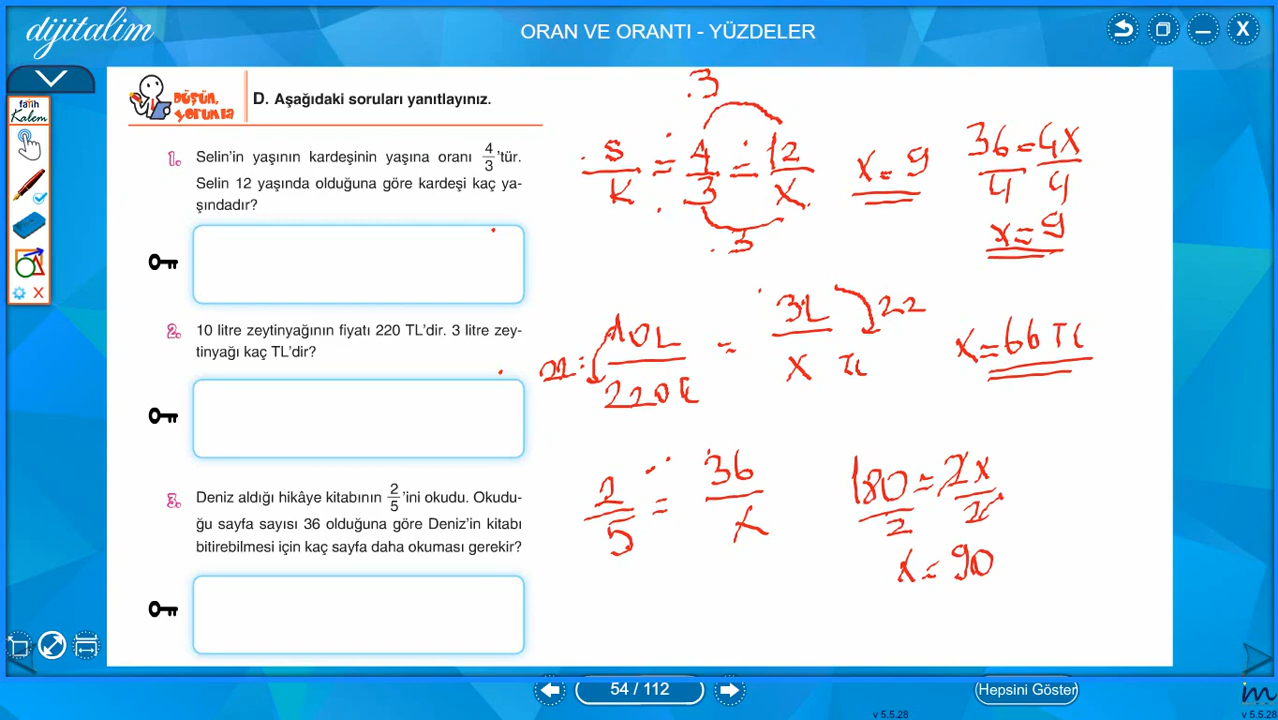 dijitalim
ORAN VE ORANTI - YÜZDELER
X
fatih
Kalem
X
Düşün,
yorumla
D. Aşağıdaki soruları yanıtlayınız.
1. Selin'in yaşının kardeşinin yaşına oranı 4/3'tür.
Selin 12 yaşında olduğuna göre kardeşi kaç ya-
şındadır?
2. 10 litre zeytinyağının fiyatı 220 TL'dir. 3 litre zey-
tinyağı kaç TL'dir?
3. Deniz aldığı hikâye kitabının 2/5'ini okudu. Okudu-
ğu sayfa sayısı 36 olduğuna göre Deniz'in kitabı
bitirebilmesi için kaç sayfa daha okuması gerekir?
.3
S/K = 4/3 = 12/x
.3
x = 9
36/4 = 4x/4
x = 9
22: 10L/220TL = 3L/x TL 22
x = 66 TL
2/5 = 36/x
180/2 = 2x/2
x = 90
54 / 112
Hepsini Göster
im
v 5.5.28
v 5.5.28